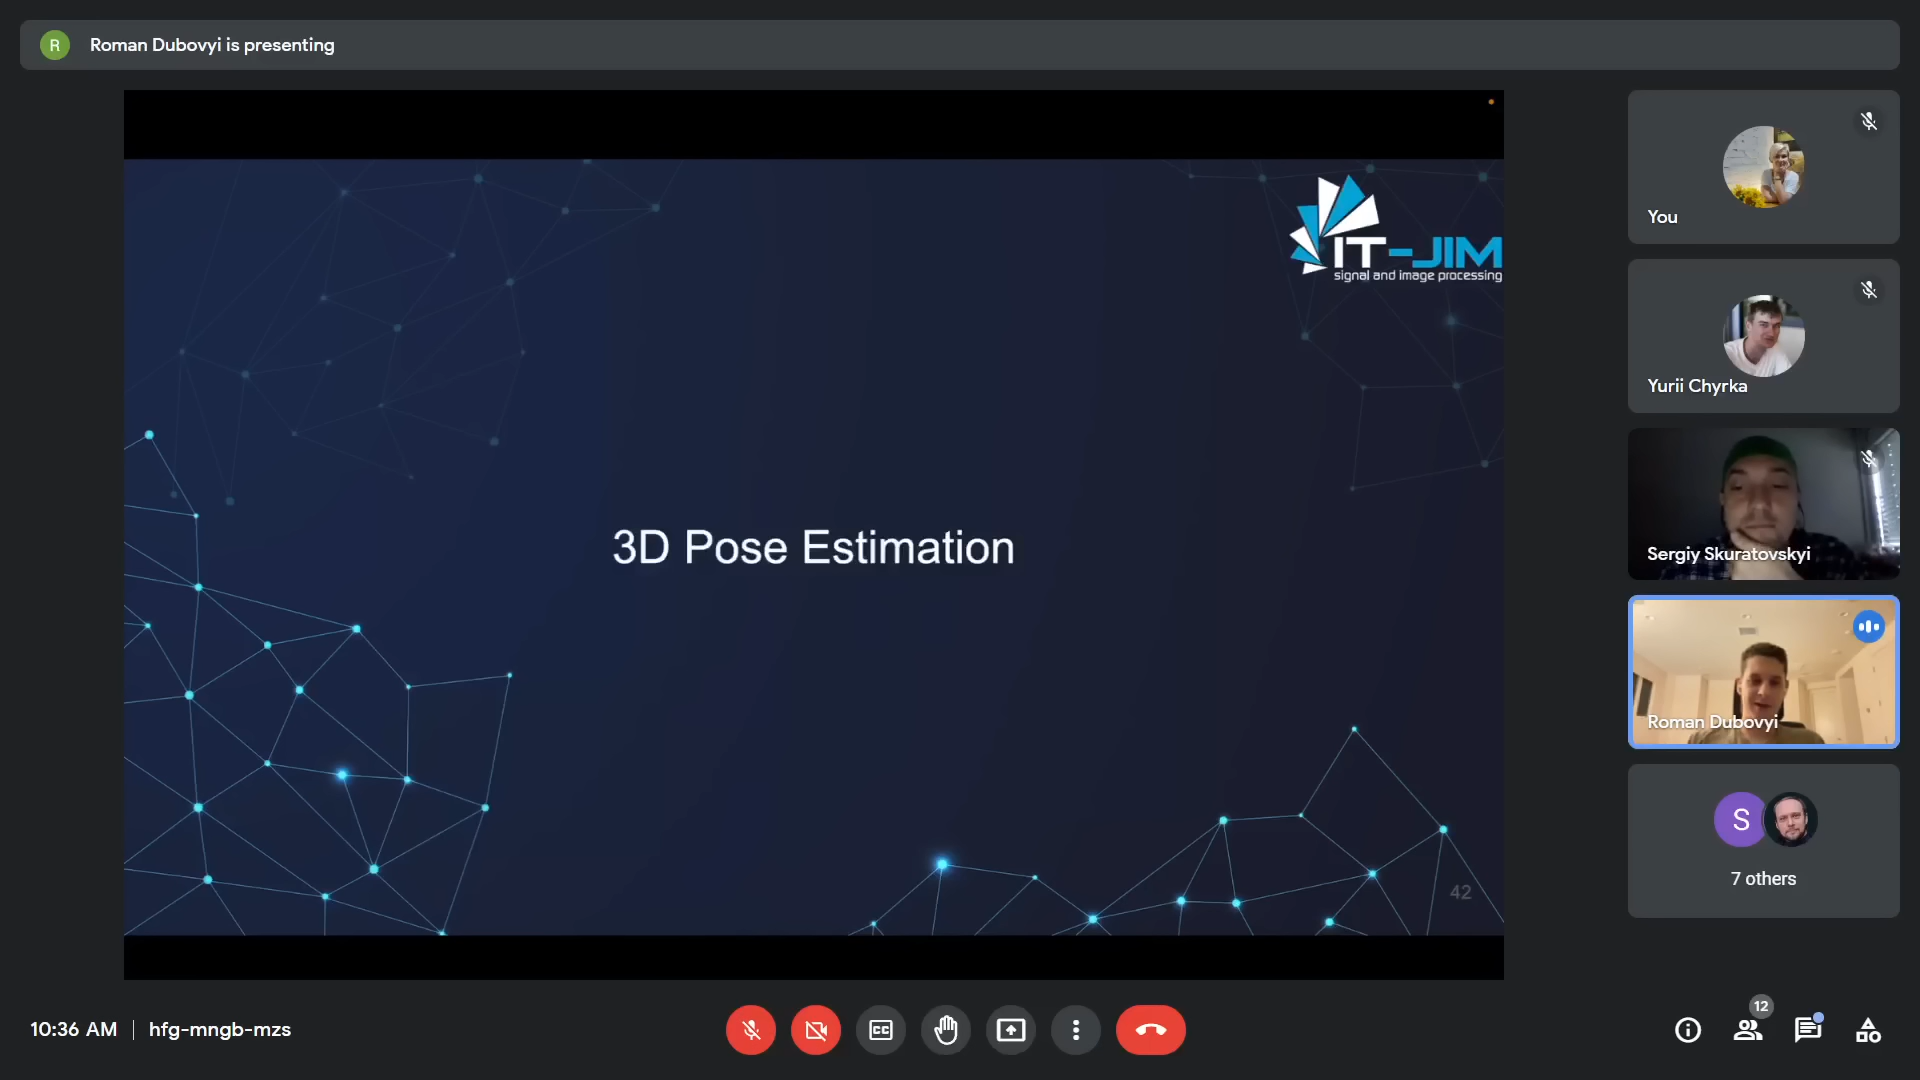 R
Roman Dubovyi is presenting
IT-JIM
signal and image processing
3D Pose Estimation
42
You
Yurii Chyrka
Sergiy Skuratovskyi
Roman Dubovyi
S
7 others
10:36 AM | hfg-mngb-mzs
CC
12